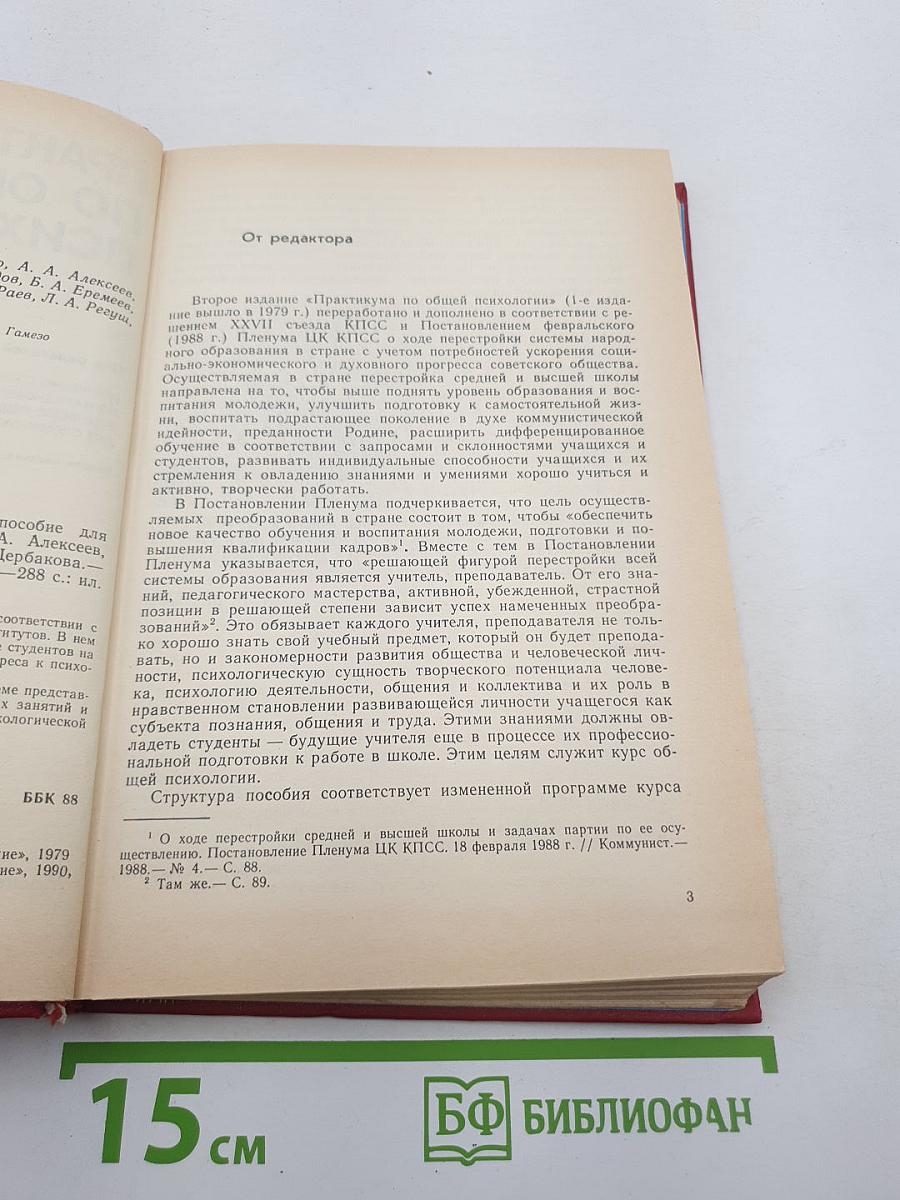 о, А. А. Алексеев,
дов, Б. А. Еремеев,
Раев, Л. А. Регуш,
Гамезо
пособие для
А. Алексеев,
Щербакова.—
—288 с.: ил.
соответствии с
титутов. В нем
е студентов на
реса к психо-
еме представ-
х занятий и
хологической
ББК 88
ие», 1979
ие», 1990,
От редактора
Второе издание «Практикума по общей психологии» (1-е изда-
ние вышло в 1979 г.) переработано и дополнено в соответствии с ре-
шением XXVII съезда КПСС и Постановлением февральского
(1988 г.) Пленума ЦК КПСС о ходе перестройки системы народ-
ного образования в стране с учетом потребностей ускорения соци-
ально-экономического и духовного прогресса советского общества.
Осуществляемая в стране перестройка средней и высшей школы
направлена на то, чтобы выше поднять уровень образования и вос-
питания молодежи, улучшить подготовку к самостоятельной жиз-
ни, воспитать подрастающее поколение в духе коммунистической
идейности, преданности Родине, расширить дифференцированное
обучение в соответствии с запросами и склонностями учащихся и
студентов, развивать индивидуальные способности учащихся и их
стремления к овладению знаниями и умениями хорошо учиться и
активно, творчески работать.
В Постановлении Пленума подчеркивается, что цель осуществ-
ляемых преобразований в стране состоит в том, чтобы «обеспечить
новое качество обучения и воспитания молодежи, подготовки и по-
вышения квалификации кадров»¹. Вместе с тем в Постановлении
Пленума указывается, что «решающей фигурой перестройки всей
системы образования является учитель, преподаватель. От его зна-
ний, педагогического мастерства, активной, убежденной, страстной
позиции в решающей степени зависит успех намеченных преобра-
зований»². Это обязывает каждого учителя, преподавателя не толь-
ко хорошо знать свой учебный предмет, который он будет препода-
вать, но и закономерности развития общества и человеческой лич-
ности, психологическую сущность творческого потенциала челове-
ка, психологию деятельности, общения и коллектива и их роль в
нравственном становлении развивающейся личности учащегося как
субъекта познания, общения и труда. Этими знаниями должны ов-
ладеть студенты — будущие учителя еще в процессе их профессио-
нальной подготовки к работе в школе. Этим целям служит курс об-
щей психологии.
Структура пособия соответствует измененной программе курса
¹ О ходе перестройки средней и высшей школы и задачах партии по ее осу-
ществлению. Постановление Пленума ЦК КПСС. 18 февраля 1988 г. // Коммунист.—
1988.— № 4.— С. 88.
² Там же.— С. 89.
3
15 см
БФ БИБЛИОФАН